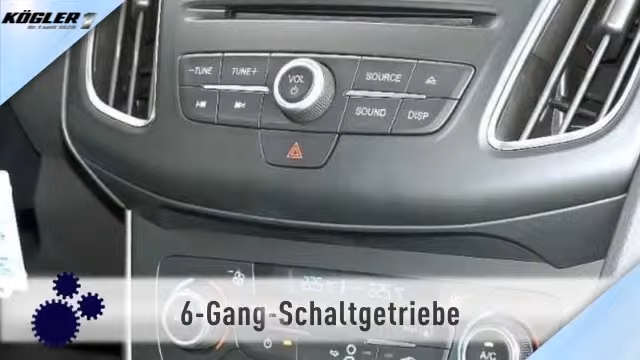 KÖGLER
−TUNE TUNE+ VOL SOURCE
SOUND DISP
6-Gang-Schaltgetriebe
A/C